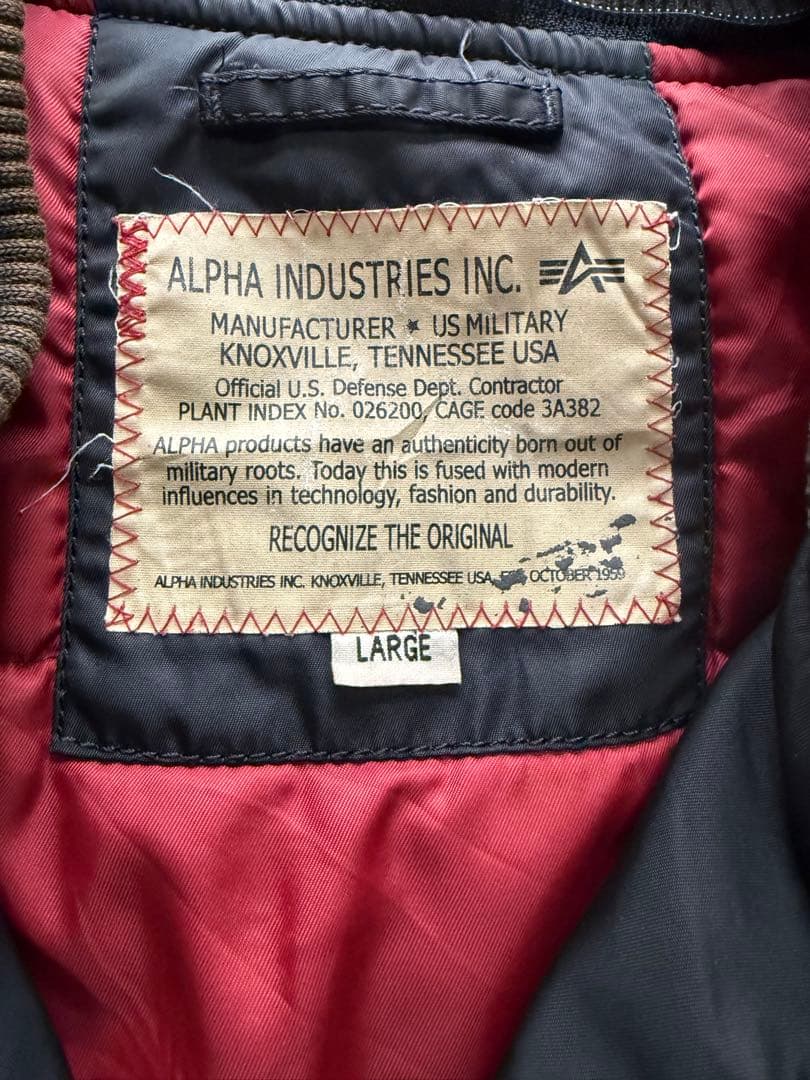 ALPHA INDUSTRIES INC.
MANUFACTURER ★ US MILITARY
KNOXVILLE, TENNESSEE USA
Official U.S. Defense Dept. Contractor
PLANT INDEX No. 026200, CAGE code 3A382
ALPHA products have an authenticity born out of
military roots. Today this is fused with modern
influences in technology, fashion and durability.
RECOGNIZE THE ORIGINAL
ALPHA INDUSTRIES INC. KNOXVILLE, TENNESSEE USA, OCTOBER 1959
LARGE